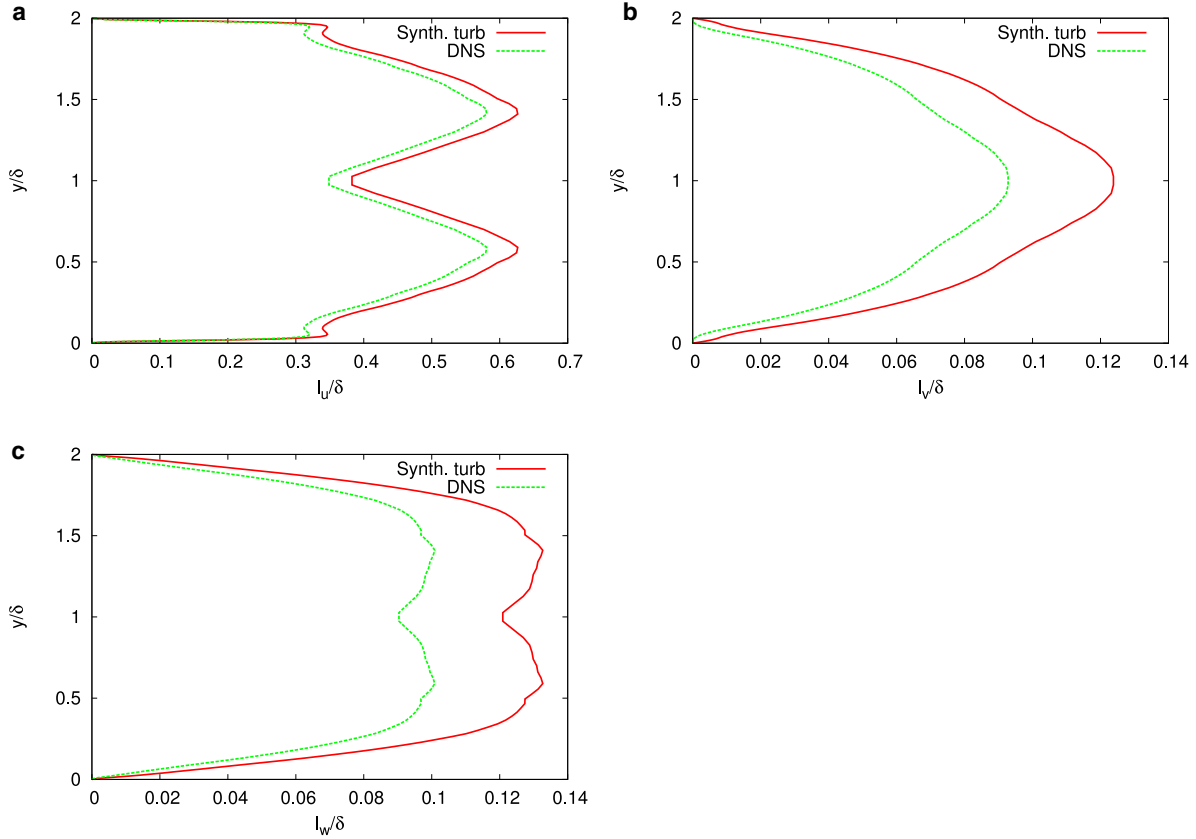 a
Synth. turb
DNS
2
1.5
1
0.5
0
y/δ
0 0.1 0.2 0.3 0.4 0.5 0.6 0.7
l_u/δ
b
Synth. turb
DNS
2
1.5
1
0.5
0
y/δ
0 0.02 0.04 0.06 0.08 0.1 0.12 0.14
l_v/δ
c
Synth. turb
DNS
2
1.5
1
0.5
0
y/δ
0 0.02 0.04 0.06 0.08 0.1 0.12 0.14
l_w/δ